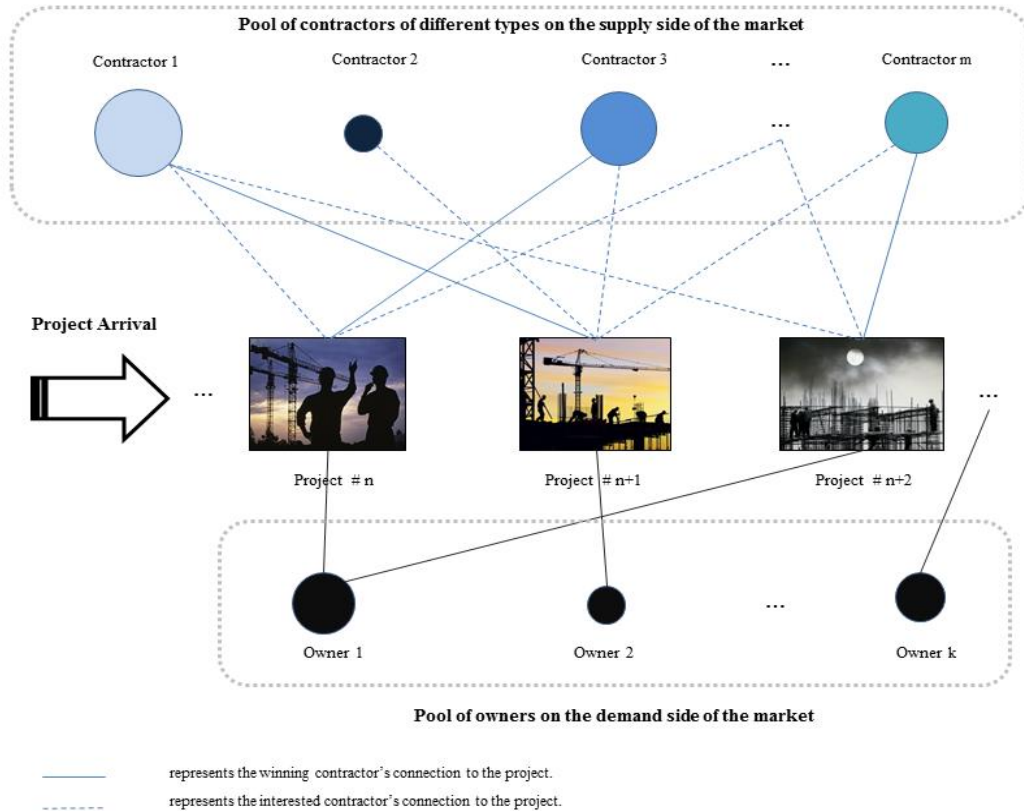 Pool of contractors of different types on the supply side of the market
Contractor 1
Contractor 2
Contractor 3
...
Contractor m
...
Project Arrival
...
...
Project # n
Project # n+1
Project # n+2
...
Owner 1
Owner 2
Owner k
Pool of owners on the demand side of the market
represents the winning contractor's connection to the project.
represents the interested contractor's connection to the project.